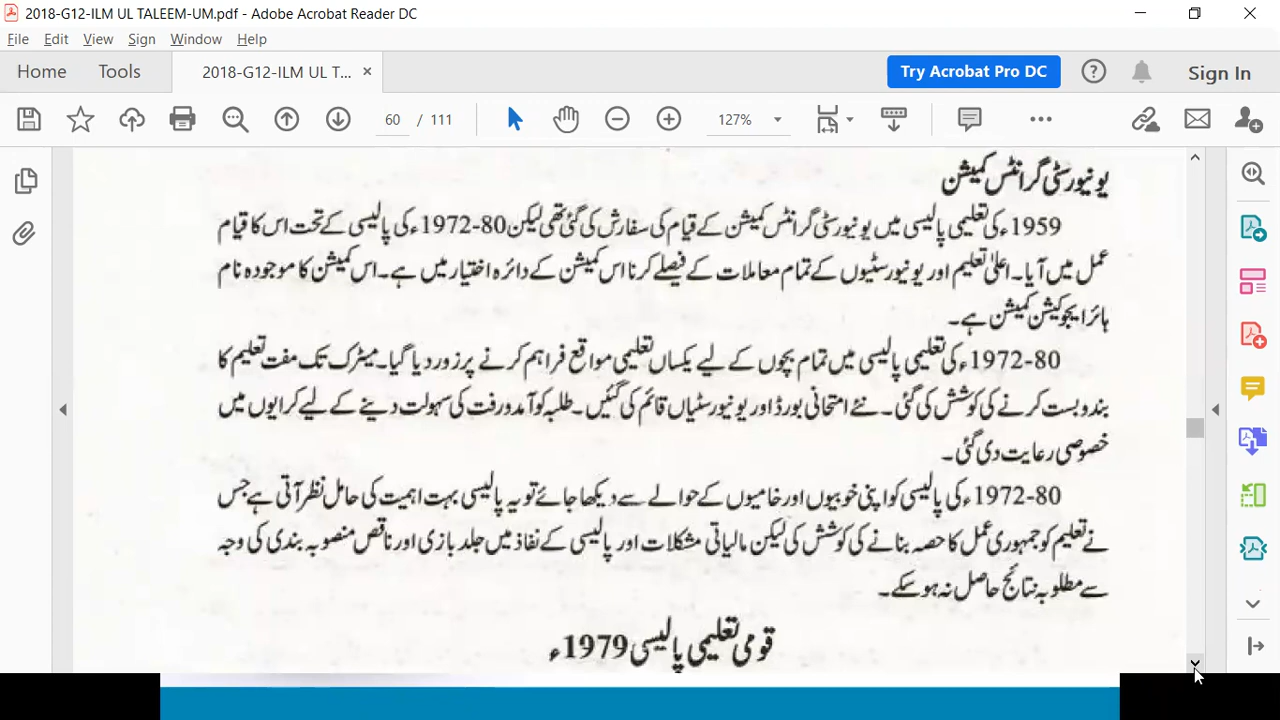 2018-G12-ILM UL TALEEM-UM.pdf - Adobe Acrobat Reader DC
File Edit View Sign Window Help
Home Tools 2018-G12-ILM UL T... × Try Acrobat Pro DC Sign In
60 / 111 127%
یونیورسٹی گرانٹس کمیشن
1959ء کی تعلیمی پالیسی میں یونیورسٹی گرانٹس کمیشن کے قیام کی سفارش کی گئی تھی لیکن 80-1972ء کی پالیسی کے تحت اس کا قیام
عمل میں آیا۔ اعلیٰ تعلیم اور یونیورسٹیوں کے تمام معاملات کے فیصلے کرنا اس کمیشن کے دائرہ اختیار میں ہے۔ اس کمیشن کا موجودہ نام
ہائر ایجوکیشن کمیشن ہے۔
1972-80ء کی تعلیمی پالیسی میں تمام بچوں کے لیے یکساں تعلیمی مواقع فراہم کرنے پر زور دیا گیا۔ میٹرک تک مفت تعلیم کا
بندوبست کرنے کی کوشش کی گئی۔ نئے امتحانی بورڈ اور یونیورسٹیاں قائم کی گئیں۔ طلبہ کو آمدورفت کی سہولت دینے کے لیے کرایوں میں
خصوصی رعایت دی گئی۔
1972-80ء کی پالیسی کو اپنی خوبیوں اور خامیوں کے حوالے سے دیکھا جائے تو یہ پالیسی بہت اہمیت کی حامل نظر آتی ہے جس
نے تعلیم کو جمہوری عمل کا حصہ بنانے کی کوشش کی لیکن مالیاتی مشکلات اور پالیسی کے نفاذ میں جلد بازی اور ناقص منصوبہ بندی کی وجہ
سے مطلوبہ نتائج حاصل نہ ہو سکے۔
قومی تعلیمی پالیسی 1979ء